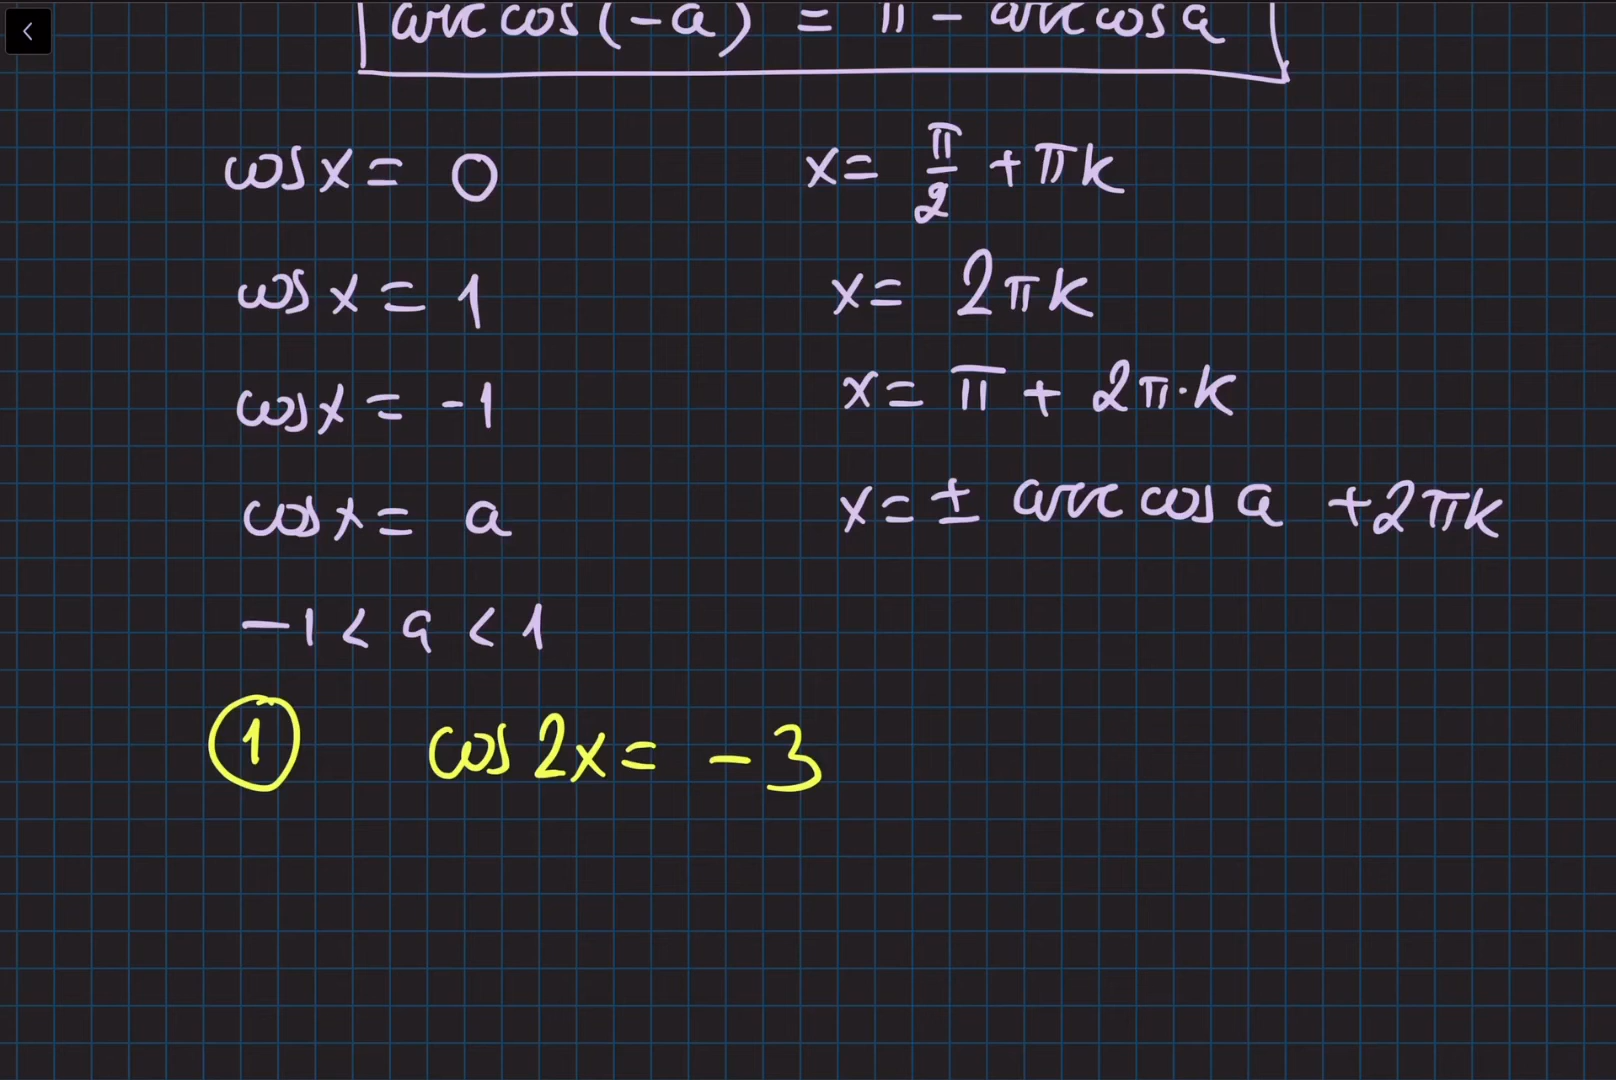 arccos(-a) = π - arccos a
cos x = 0 x = π/2 + πk
cos x = 1 x = 2πk
cos x = -1 x = π + 2π·k
cos x = a x = ± arccos a + 2πk
-1 < a < 1
① cos 2x = -3